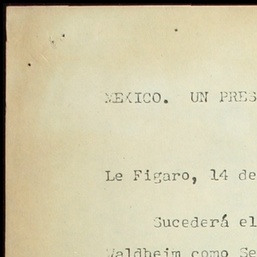 MEXICO. UN PRES
Le Figaro, 14 de
Sucederá el
Waldheim como Se